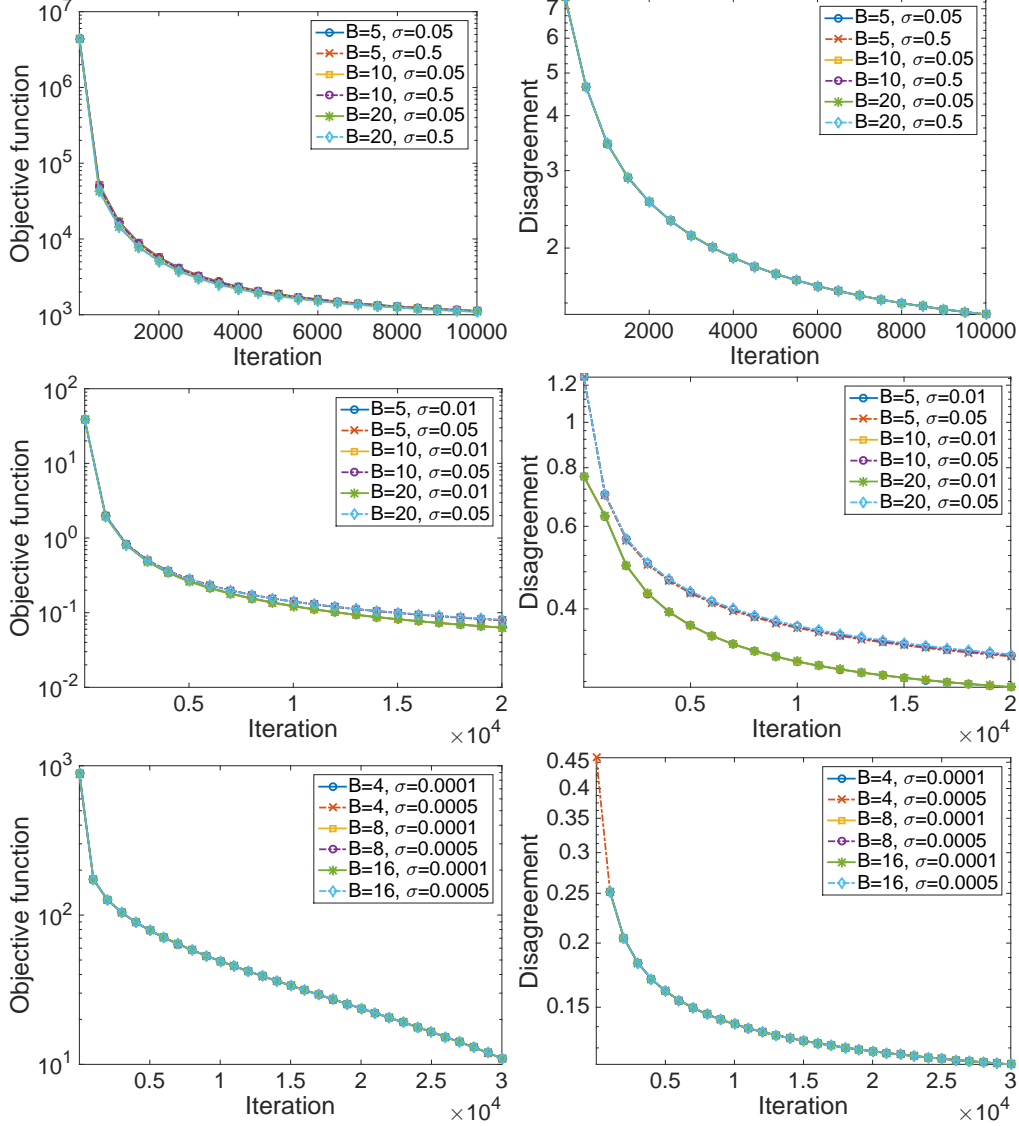 Objective function
10^7
10^6
10^5
10^4
10^3
2000 4000 6000 8000 10000
Iteration
B=5, σ=0.05
B=5, σ=0.5
B=10, σ=0.05
B=10, σ=0.5
B=20, σ=0.05
B=20, σ=0.5
Disagreement
7
5
3
2
2000 4000 6000 8000 10000
Iteration
B=5, σ=0.05
B=5, σ=0.5
B=10, σ=0.05
B=10, σ=0.5
B=20, σ=0.05
B=20, σ=0.5
Objective function
10^2
10^1
10^0
10^-1
10^-2
0.5 1 1.5 2
Iteration
×10^4
B=5, σ=0.01
B=5, σ=0.05
B=10, σ=0.01
B=10, σ=0.05
B=20, σ=0.01
B=20, σ=0.05
Disagreement
1.2
1
0.8
0.6
0.4
0.5 1 1.5 2
Iteration
×10^4
B=5, σ=0.01
B=5, σ=0.05
B=10, σ=0.01
B=10, σ=0.05
B=20, σ=0.01
B=20, σ=0.05
Objective function
10^3
10^2
10^1
0.5 1 1.5 2 2.5 3
Iteration
×10^4
B=4, σ=0.0001
B=4, σ=0.0005
B=8, σ=0.0001
B=8, σ=0.0005
B=16, σ=0.0001
B=16, σ=0.0005
Disagreement
0.45
0.4
0.35
0.3
0.25
0.2
0.15
0.5 1 1.5 2 2.5 3
Iteration
×10^4
B=4, σ=0.0001
B=4, σ=0.0005
B=8, σ=0.0001
B=8, σ=0.0005
B=16, σ=0.0001
B=16, σ=0.0005